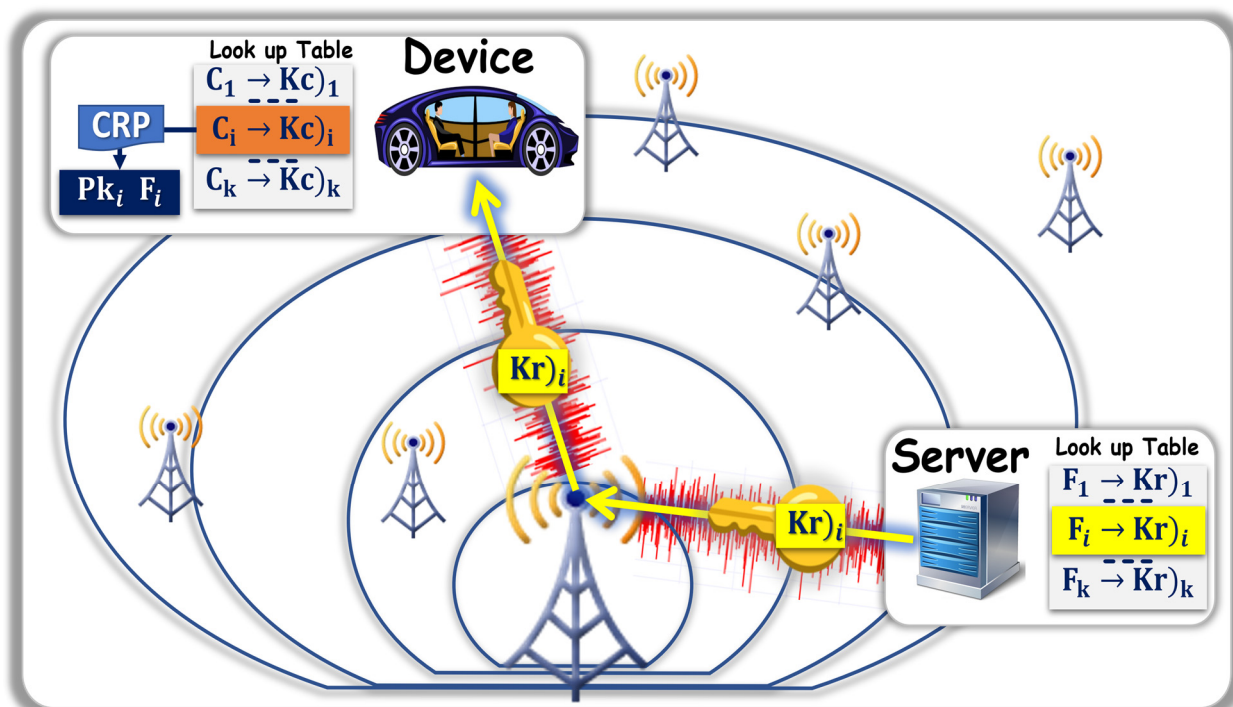 Look up Table
C₁ → Kc)₁
Cᵢ → Kc)ᵢ
Cₖ → Kc)ₖ
CRP
Pkᵢ Fᵢ
Device
Kr)ᵢ
Kr)ᵢ
Server
Look up Table
F₁ → Kr)₁
Fᵢ → Kr)ᵢ
Fₖ → Kr)ₖ